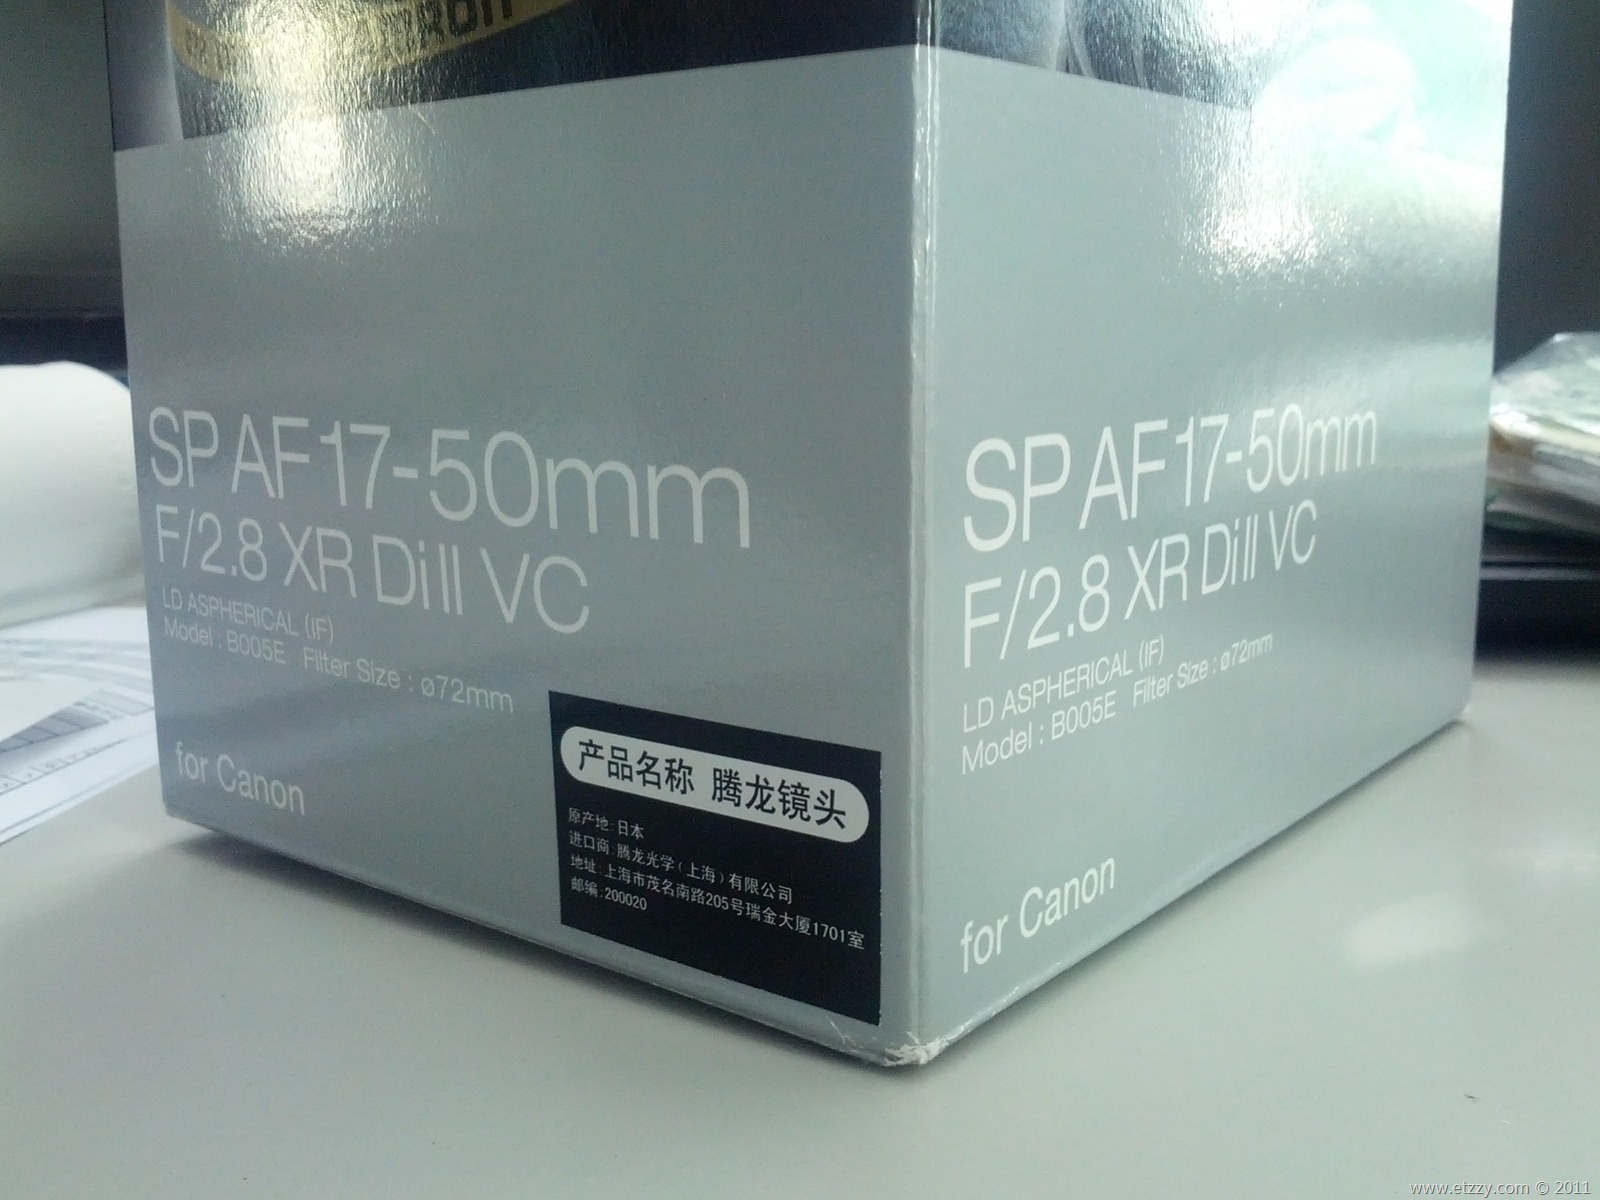 SP AF17-50mm
F/2.8 XR Di II VC
LD ASPHERICAL (IF)
Model : B005E Filter Size : ø72mm
for Canon
产品名称 腾龙镜头
原产地:日本
进口商:腾龙光学(上海)有限公司
地址:上海市茂名南路205号瑞金大厦1701室
邮编:200020
SP AF17-50mm
F/2.8 XR Di II VC
LD ASPHERICAL (IF)
Model : B005E Filter Size : ø72mm
for Canon
www.etzzy.com © 2011